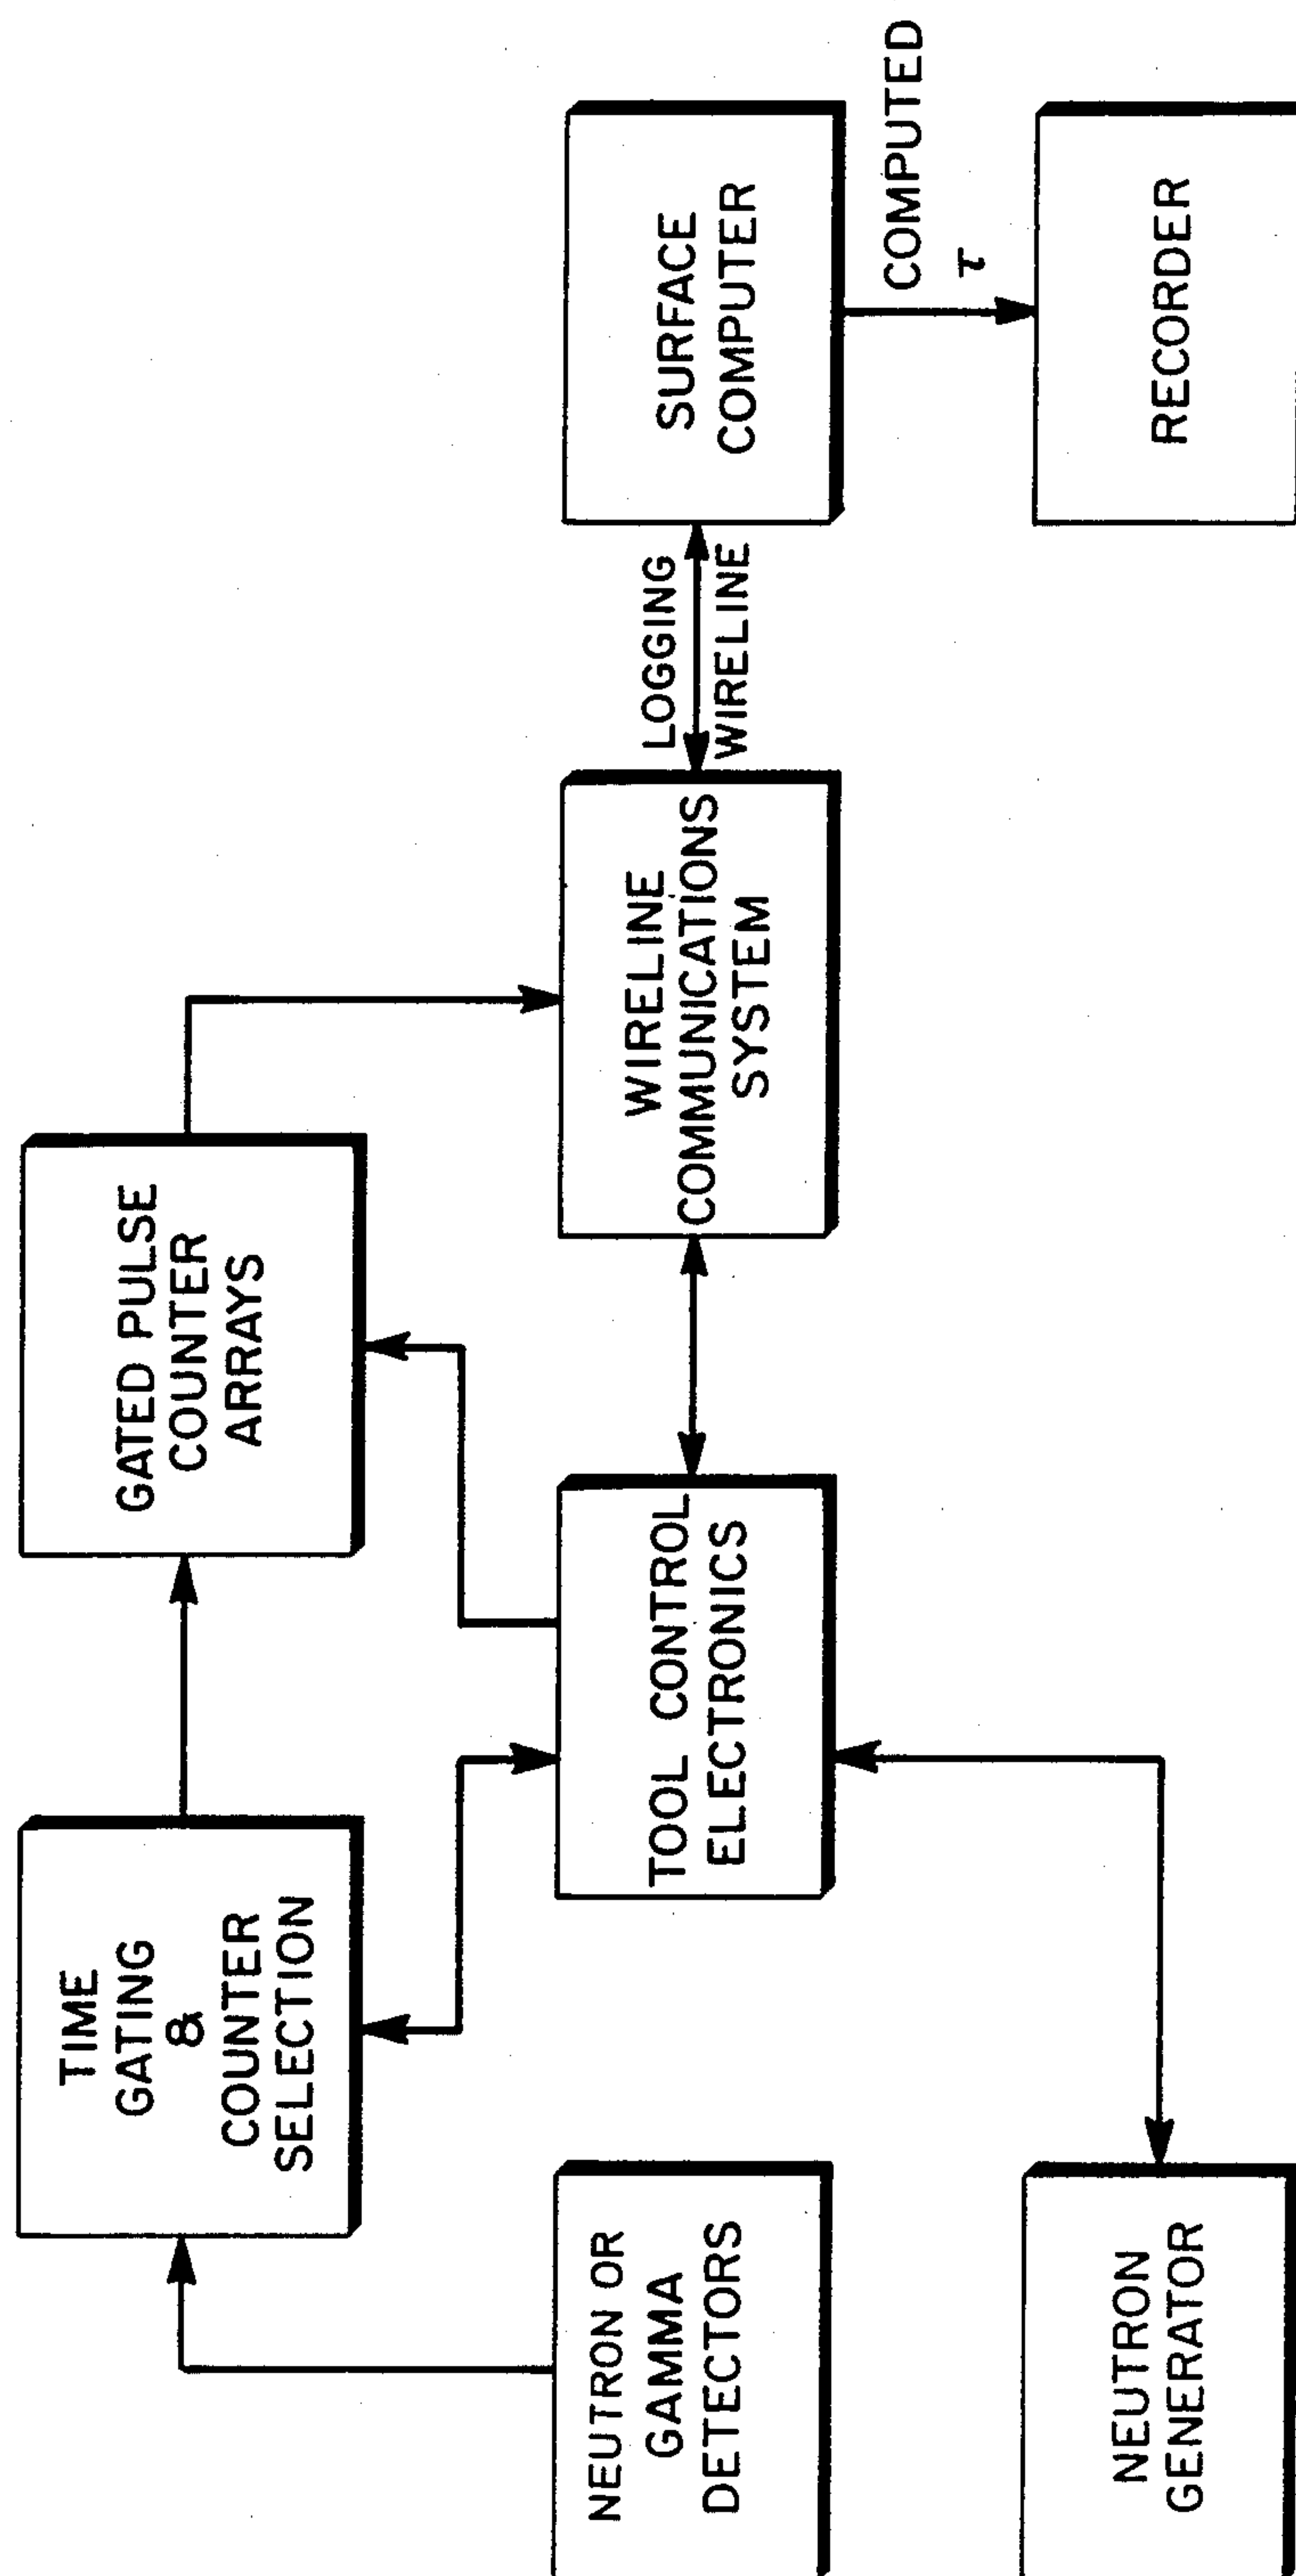 TIME
GATING
&
COUNTER
SELECTION
GATED PULSE
COUNTER
ARRAYS
NEUTRON OR
GAMMA
DETECTORS
TOOL CONTROL
ELECTRONICS
WIRELINE
COMMUNICATIONS
SYSTEM
LOGGING
WIRELINE
SURFACE
COMPUTER
COMPUTED
τ
NEUTRON
GENERATOR
RECORDER